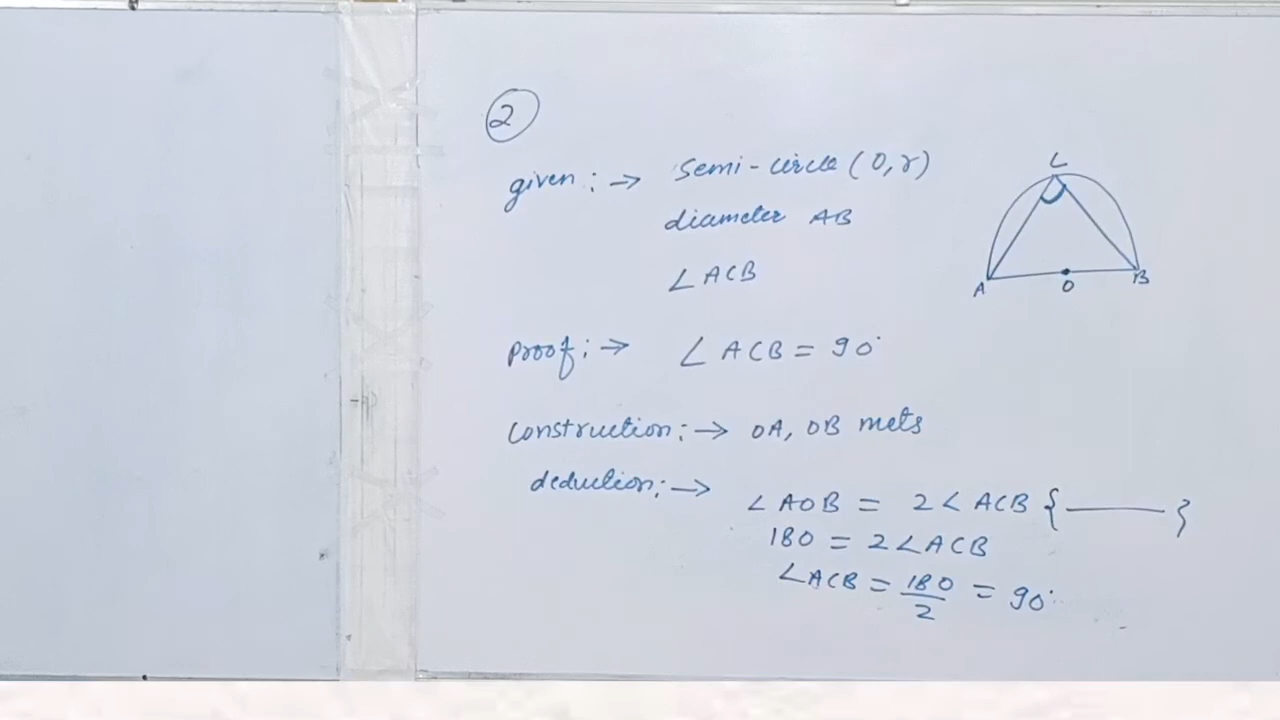 2
given :→ Semi-circle (O,r)
diameter AB
∠ACB
C
A O B
Proof :→ ∠ACB = 90°
Construction :→ OA, OB mets
deduction :→
∠AOB = 2∠ACB {———}
180 = 2∠ACB
∠ACB = 180/2 = 90°